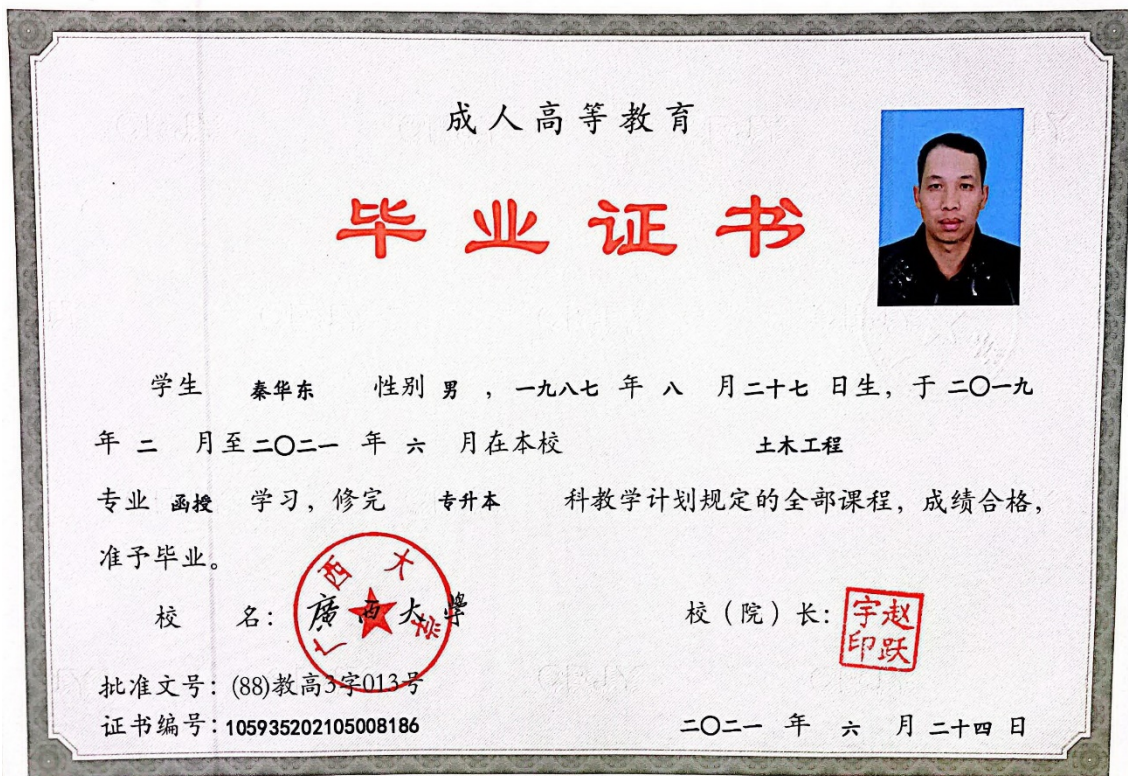 成人高等教育
毕业证书
学生 秦华东 性别 男 ,一九八七 年 八 月二十七 日生,于 二〇一九
年 二 月至二〇二一 年 六 月在本校 土木工程
专业 函授 学习,修完 专升本 科教学计划规定的全部课程,成绩合格,
准予毕业。
校 名:廣西大學
广西大学
校(院)长:
赵跃宇印
批准文号:(88)教高3字013号
证书编号:105935202105008186
二〇二一 年 六 月 二十四 日